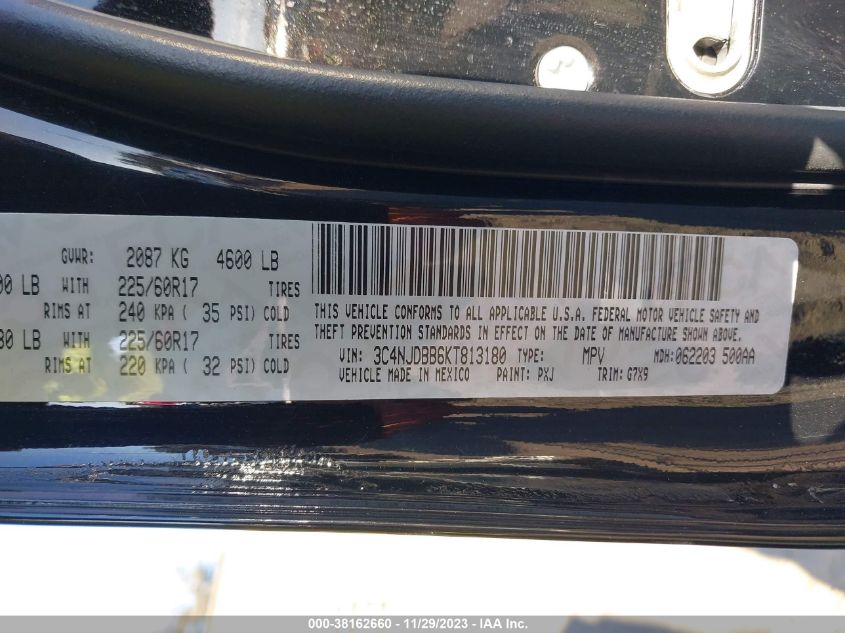 GVWR: 2087 KG 4600 LB
00 LB WITH 225/60R17 TIRES
RIMS AT 240 KPA ( 35 PSI) COLD
80 LB WITH 225/60R17 TIRES
RIMS AT 220 KPA ( 32 PSI) COLD
THIS VEHICLE CONFORMS TO ALL APPLICABLE U.S.A. FEDERAL MOTOR VEHICLE SAFETY AND
THEFT PREVENTION STANDARDS IN EFFECT ON THE DATE OF MANUFACTURE SHOWN ABOVE.
VIN: 3C4NJDBB6KT813180 TYPE: MPV MDH:062203 500AA
VEHICLE MADE IN MEXICO PAINT: PXJ TRIM: G7X9
000-38162660 - 11/29/2023 - IAA Inc.